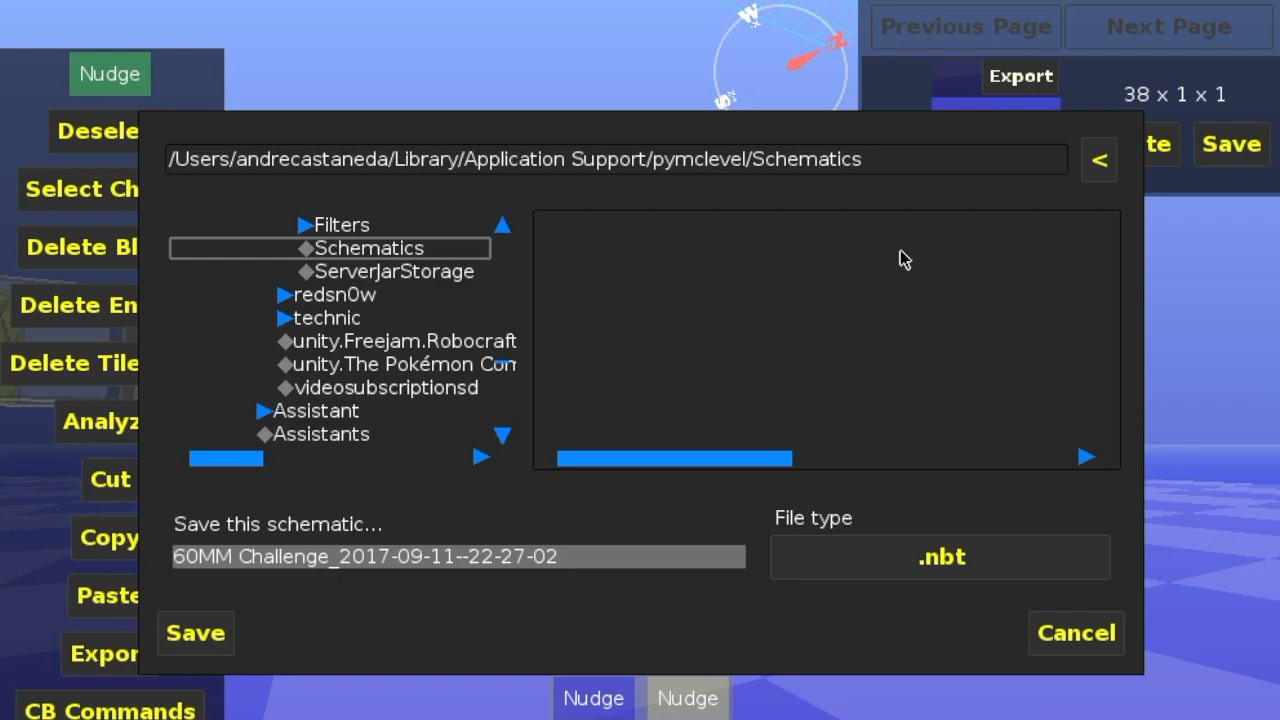 W
Z
S
Previous Page
Next Page
Nudge
Export
38 x 1 x 1
Desele
te
Save
/Users/andrecastaneda/Library/Application Support/pymclevel/Schematics
<
Select Ch
Filters
Schematics
Delete Bl
ServerJarStorage
redsn0w
Delete En
technic
unity.Freejam.Robocraft
Delete Tile
unity.The Pokémon Com
videosubscriptionsd
Assistant
Analyz
Assistants
Cut
Save this schematic...
File type
Copy
60MM Challenge_2017-09-11--22-27-02
.nbt
Paste
Save
Cancel
Expor
CB Commands
Nudge
Nudge